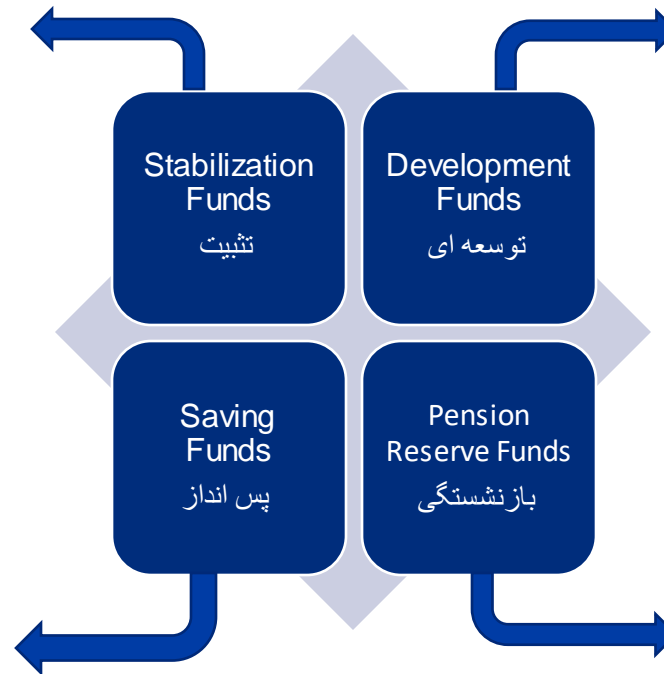 Stabilization
Funds
تثبیت
Development
Funds
توسعه ای
Saving
Funds
پس انداز
Pension
Reserve Funds
بازنشستگی